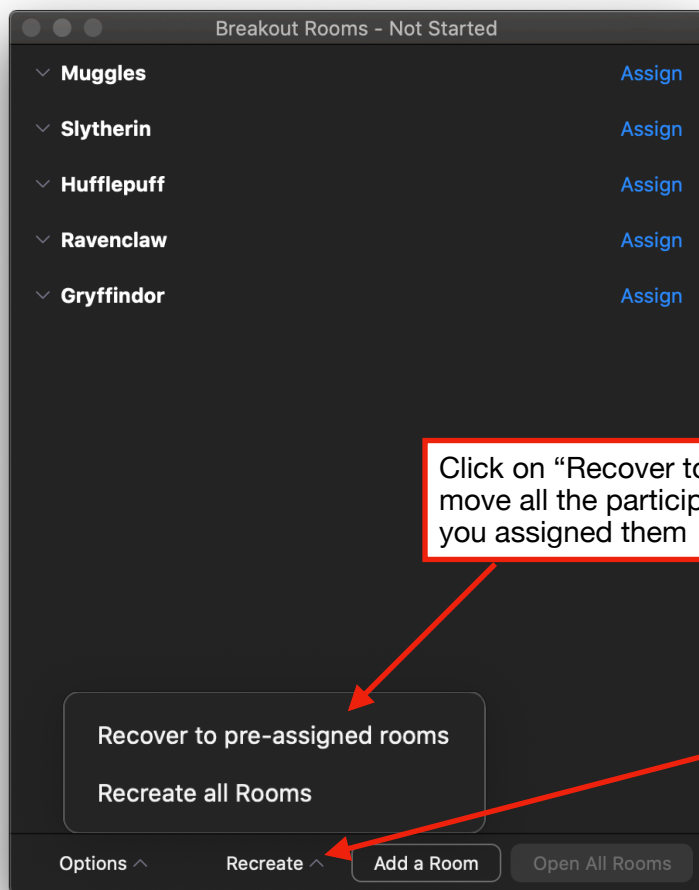 Breakout Rooms - Not Started
Muggles Assign
Slytherin Assign
Hufflepuff Assign
Ravenclaw Assign
Gryffindor Assign
Click on “Recover to
move all the particip
you assigned them
Recover to pre-assigned rooms
Recreate all Rooms
Options Recreate Add a Room Open All Rooms